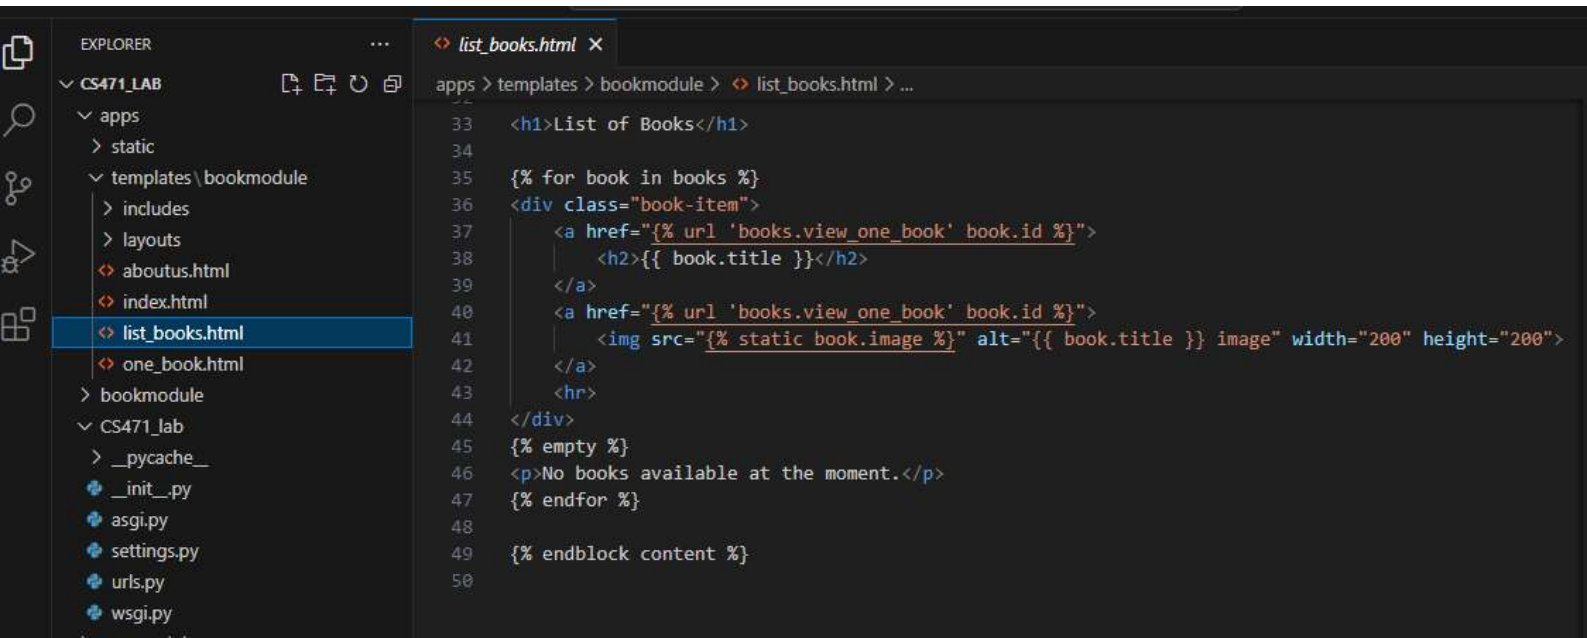 EXPLORER
CS471_LAB
apps
static
templates\bookmodule
includes
layouts
aboutus.html
index.html
list_books.html
one_book.html
bookmodule
CS471_lab
__pycache__
__init__.py
asgi.py
settings.py
urls.py
wsgi.py
list_books.html
apps > templates > bookmodule > list_books.html > ...
32
33 <h1>List of Books</h1>
34
35 {% for book in books %}
36 <div class="book-item">
37 <a href="{% url 'books.view_one_book' book.id %}">
38 <h2>{{ book.title }}</h2>
39 </a>
40 <a href="{% url 'books.view_one_book' book.id %}">
41 <img src="{% static book.image %}" alt="{{ book.title }} image" width="200" height="200">
42 </a>
43 <hr>
44 </div>
45 {% empty %}
46 <p>No books available at the moment.</p>
47 {% endfor %}
48
49 {% endblock content %}
50